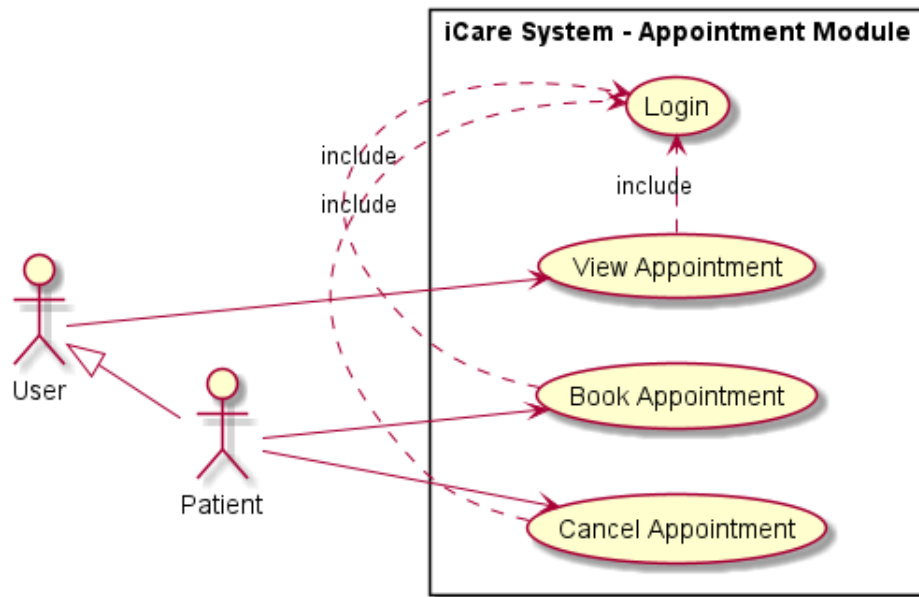 iCare System - Appointment Module
Login
include
include
include
View Appointment
User
Book Appointment
Patient
Cancel Appointment